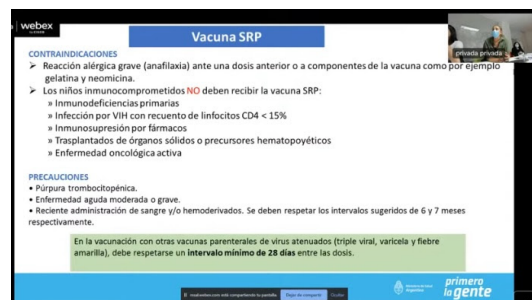 webex
Vacuna SRP
privada privada
CONTRAINDICACIONES
➤ Reacción alérgica grave (anafilaxia) ante una dosis anterior o a componentes de la vacuna como por ejemplo
gelatina y neomicina.
➤ Los niños inmunocomprometidos NO deben recibir la vacuna SRP:
» Inmunodeficiencias primarias
» Infección por VIH con recuento de linfocitos CD4 < 15%
» Inmunosupresión por fármacos
» Trasplantados de órganos sólidos o precursores hematopoyéticos
» Enfermedad oncológica activa
PRECAUCIONES
• Púrpura trombocitopénica.
• Enfermedad aguda moderada o grave.
• Reciente administración de sangre y/o hemoderivados. Se deben respetar los intervalos sugeridos de 6 y 7 meses
respectivamente.
En la vacunación con otras vacunas parenterales de virus atenuados (triple viral, varicela y fiebre
amarilla), debe respetarse un intervalo mínimo de 28 días entre las dosis.
Dejar de compartir
Argentina
primero
la gente